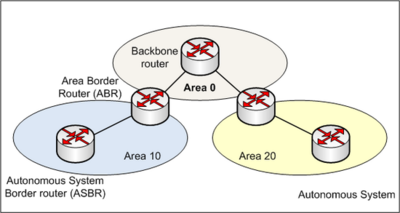 Backbone
router
Area Border
Router (ABR)
Area 0
Area 10
Area 20
Autonomous System
Border router (ASBR)
Autonomous System